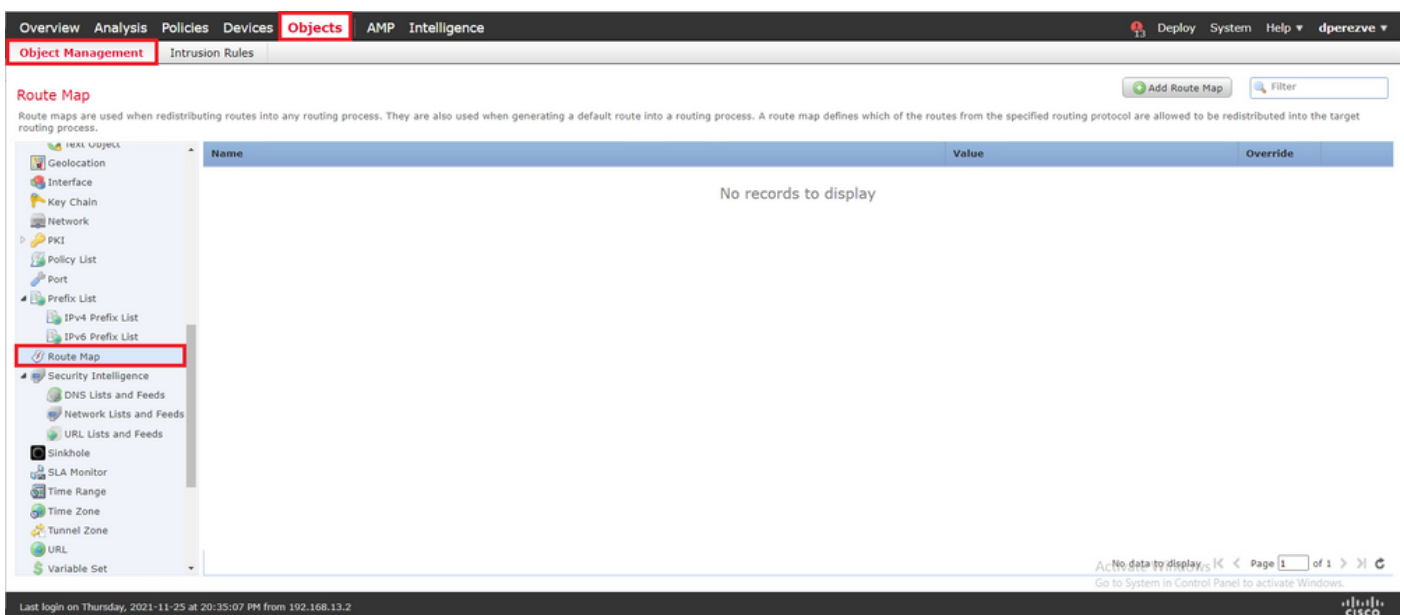 Overview Analysis Policies Devices Objects AMP Intelligence
13 Deploy System Help ▾ dperezve ▾
Object Management Intrusion Rules
Route Map
Add Route Map
Filter
Route maps are used when redistributing routes into any routing process. They are also used when generating a default route into a routing process. A route map defines which of the routes from the specified routing protocol are allowed to be redistributed into the target
routing process.
Text Object
Geolocation
Interface
Key Chain
Network
PKI
Policy List
Port
Prefix List
IPv4 Prefix List
IPv6 Prefix List
Route Map
Security Intelligence
DNS Lists and Feeds
Network Lists and Feeds
URL Lists and Feeds
Sinkhole
SLA Monitor
Time Range
Time Zone
Tunnel Zone
URL
Variable Set
Name Value Override
No records to display
Activate Windows
No data to display
Page 1 of 1
Go to System in Control Panel to activate Windows.
Last login on Thursday, 2021-11-25 at 20:35:07 PM from 192.168.13.2
CISCO